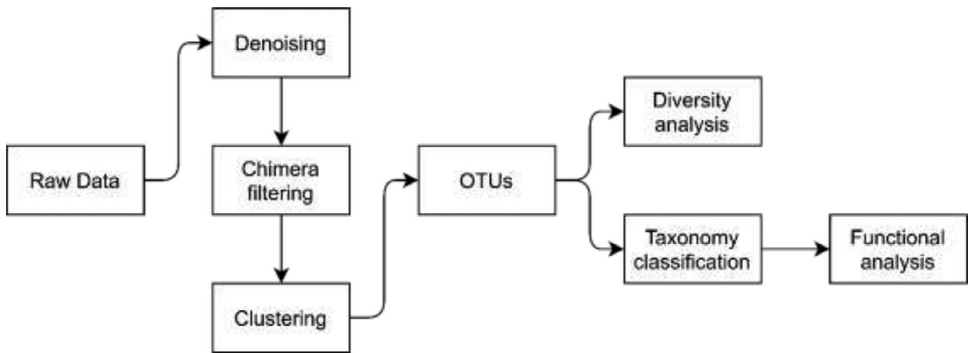 Raw Data
Denoising
Chimera
filtering
Clustering
OTUs
Diversity
analysis
Taxonomy
classification
Functional
analysis